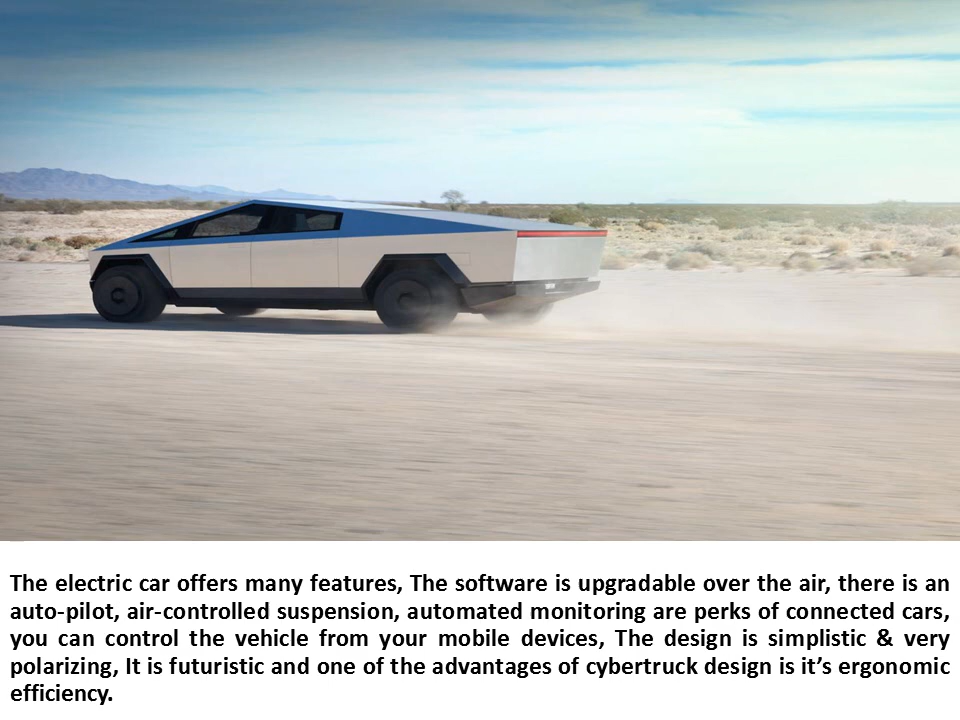 The electric car offers many features, The software is upgradable over the air, there is an
auto-pilot, air-controlled suspension, automated monitoring are perks of connected cars,
you can control the vehicle from your mobile devices, The design is simplistic & very
polarizing, It is futuristic and one of the advantages of cybertruck design is it’s ergonomic
efficiency.